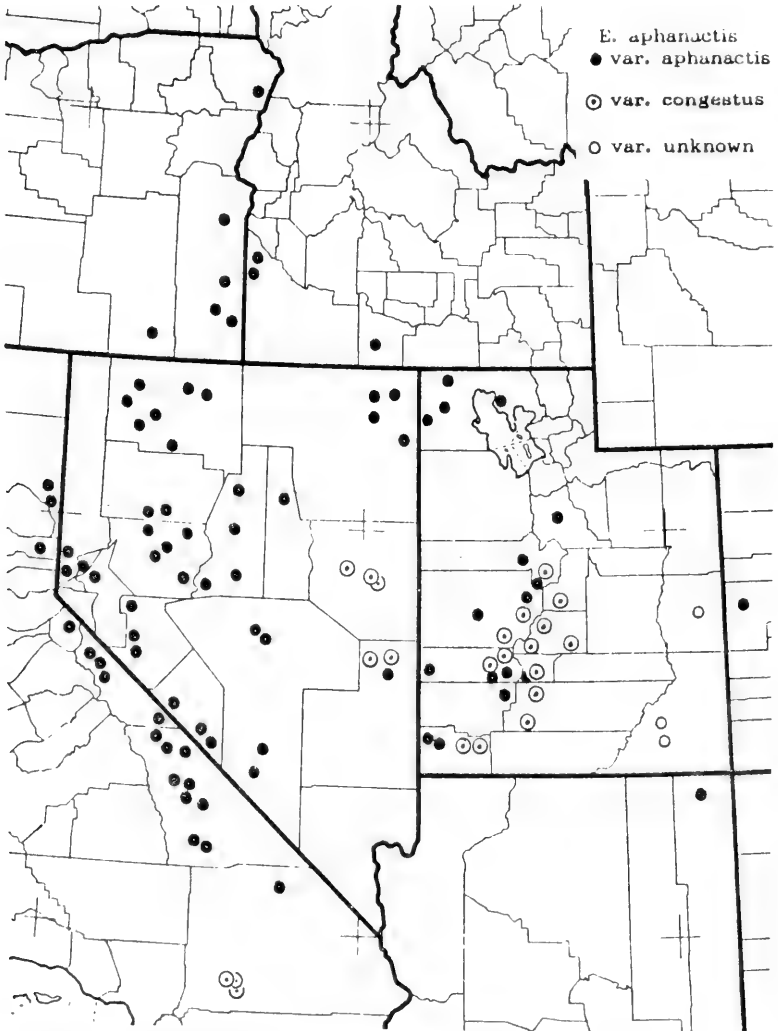 E. aphanactis
var. aphanactis
var. congestus
var. unknown